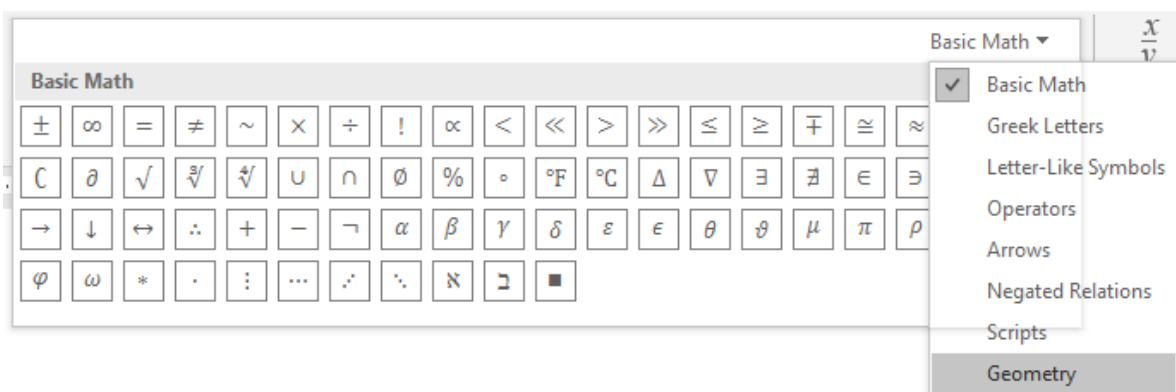 Basic Math
x
y
Basic Math
± ∞ = ≠ ~ × ÷ ! ∝ < ≪ > ≫ ≤ ≥ ∓ ≅ ≈
∁ ∂ √ ∛ ∜ ∪ ∩ ∅ % ° °F °C ∆ ∇ ∃ ∄ ∈ ∋
→ ↓ ↔ ∴ + − ¬ α β γ δ ε ϵ θ ϑ μ π ρ
φ ω * ∙ ⋮ ⋯ ⋰ ⋱ ℵ ℶ ∎
Basic Math
Greek Letters
Letter-Like Symbols
Operators
Arrows
Negated Relations
Scripts
Geometry